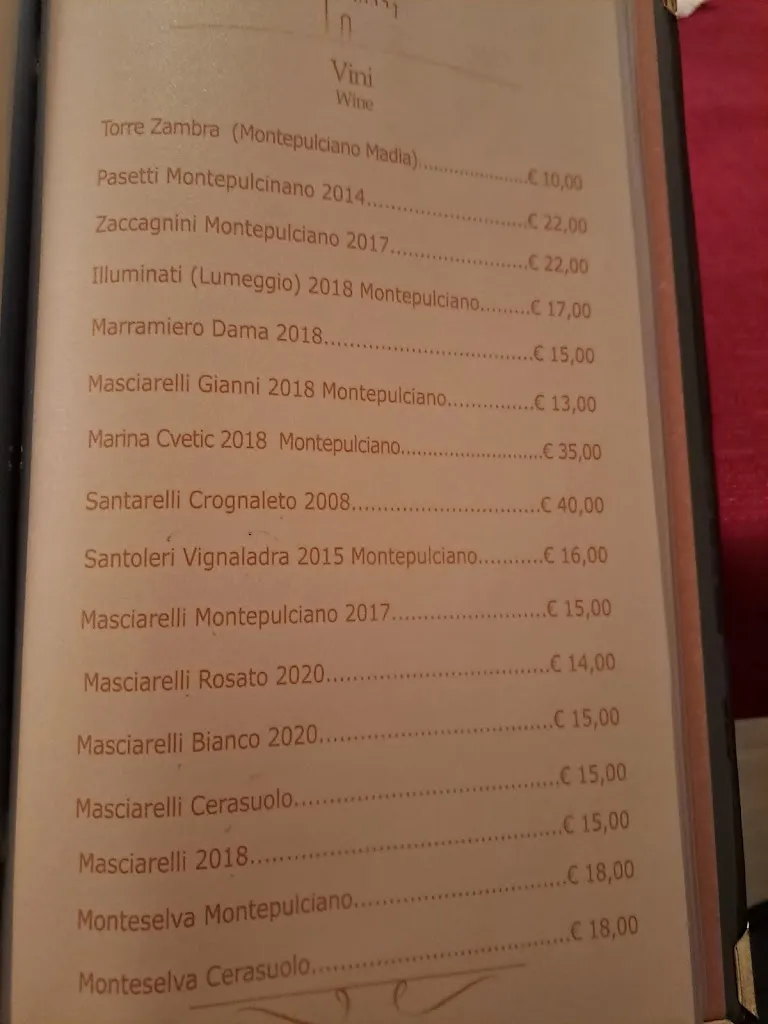 Vini
Wine
Torre Zambra (Montepulciano Madia)..................€ 10,00
Pasetti Montepulcinano 2014..........................€ 22,00
Zaccagnini Montepulciano 2017......................€ 22,00
Illuminati (Lumeggio) 2018 Montepulciano.........€ 17,00
Marramiero Dama 2018.................................€ 15,00
Masciarelli Gianni 2018 Montepulciano..............€ 13,00
Marina Cvetic 2018 Montepulciano......................€ 35,00
Santarelli Crognaleto 2008..............................€ 40,00
Santoleri Vignaladra 2015 Montepulciano..........€ 16,00
Masciarelli Montepulciano 2017.........................€ 15,00
Masciarelli Rosato 2020...................................€ 14,00
Masciarelli Bianco 2020....................................€ 15,00
Masciarelli Cerasuolo........................................€ 15,00
Masciarelli 2018...............................................€ 15,00
Monteselva Montepulciano................................€ 18,00
Monteselva Cerasuolo.......................................€ 18,00